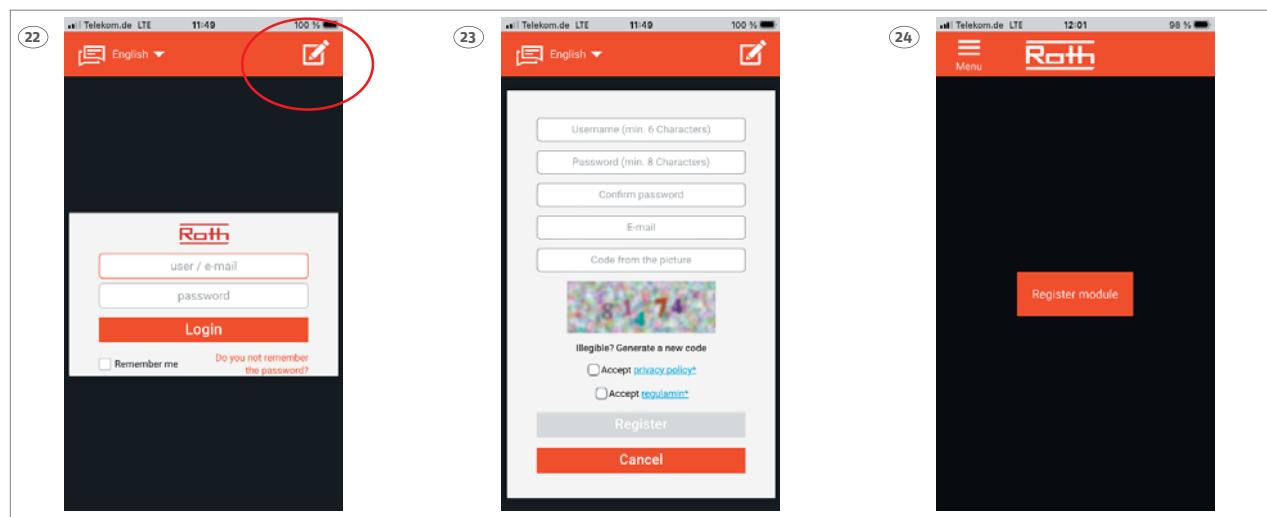 22
Telekom.de LTE 11:49 100 %
English
Roth
user / e-mail
password
Login
Remember me
Do you not remember
the password?
23
Telekom.de LTE 11:49 100 %
English
Username (min. 6 Characters)
Password (min. 8 Characters)
Confirm password
E-mail
Code from the picture
81474
Illegible? Generate a new code
Accept privacy policy*
Accept regulamin*
Register
Cancel
24
Telekom.de LTE 12:01 98 %
Menu
Roth
Register module